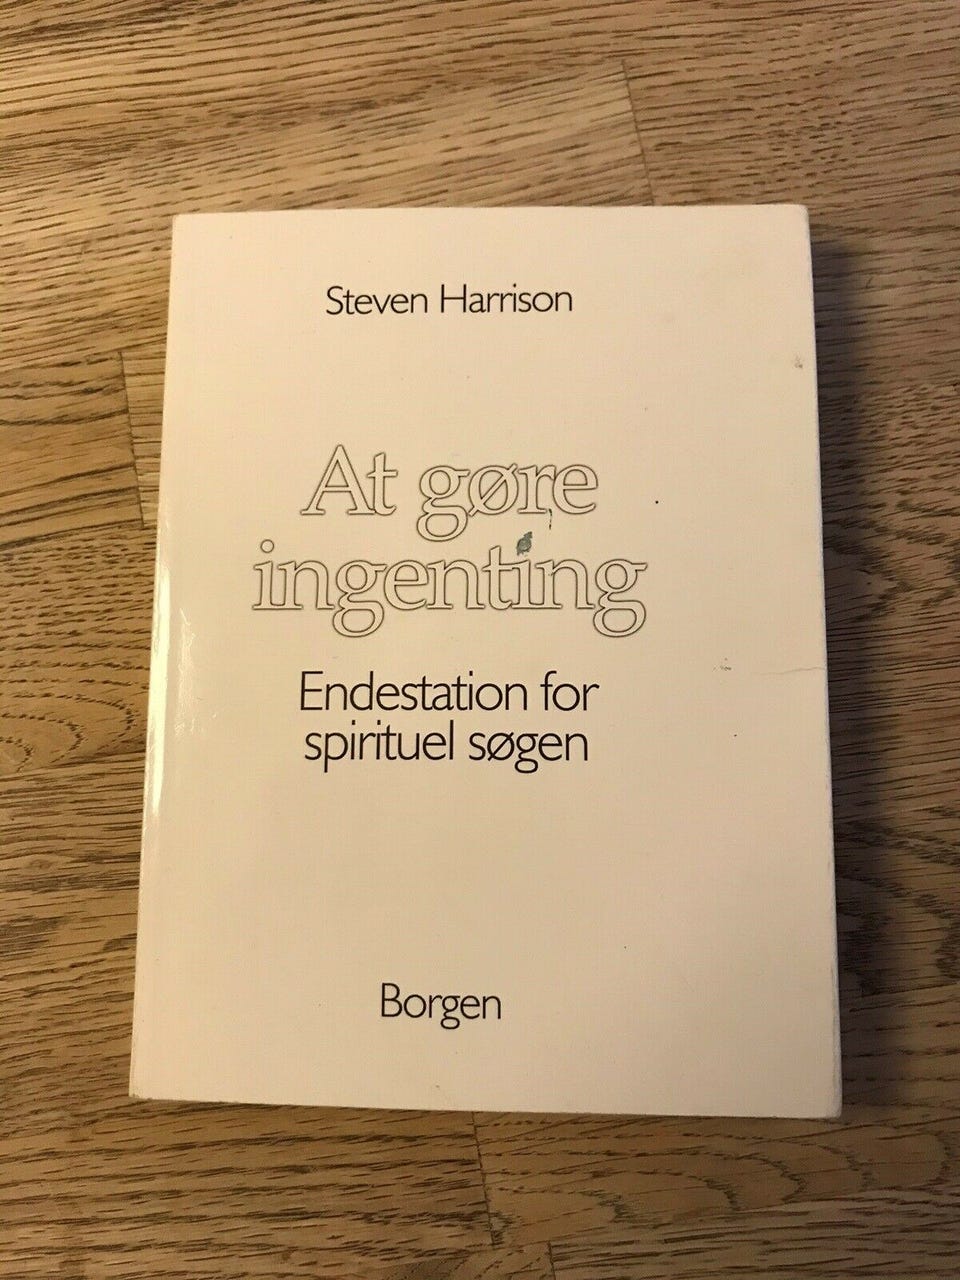 Steven Harrison
At gøre
ingenting
Endestation for
spirituel søgen
Borgen